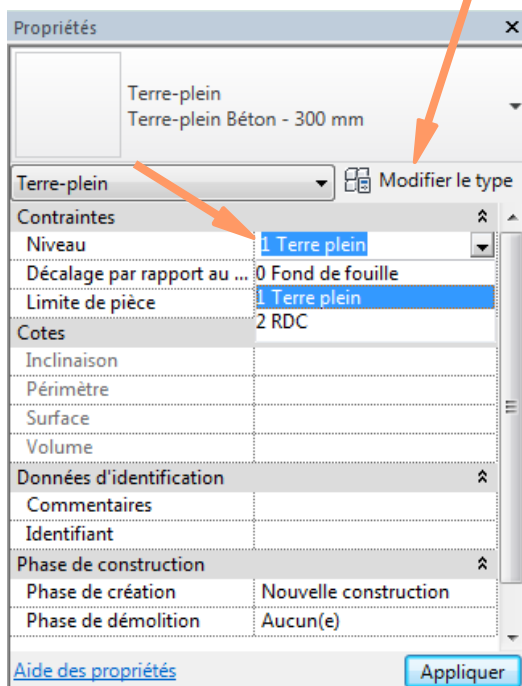 Propriétés
Terre-plein
Terre-plein Béton - 300 mm
Terre-plein Modifier le type
Contraintes
Niveau 1 Terre plein
Décalage par rapport au ... 0 Fond de fouille
Limite de pièce 1 Terre plein
Cotes 2 RDC
Inclinaison
Périmètre
Surface
Volume
Données d'identification
Commentaires
Identifiant
Phase de construction
Phase de création Nouvelle construction
Phase de démolition Aucun(e)
Aide des propriétés Appliquer